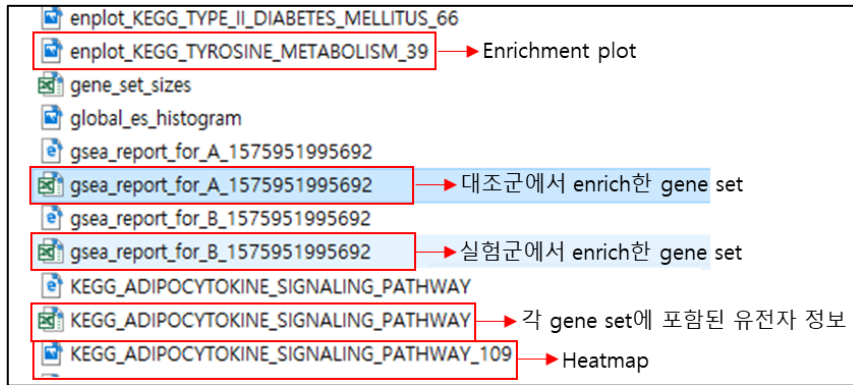 enplot_KEGG_TYPE_II_DIABETES_MELLITUS_66
enplot_KEGG_TYROSINE_METABOLISM_39 Enrichment plot
gene_set_sizes
global_es_histogram
gsea_report_for_A_1575951995692
gsea_report_for_A_1575951995692 대조군에서 enrich한 gene set
gsea_report_for_B_1575951995692
gsea_report_for_B_1575951995692 실험군에서 enrich한 gene set
KEGG_ADIPOCYTOKINE_SIGNALING_PATHWAY
KEGG_ADIPOCYTOKINE_SIGNALING_PATHWAY 각 gene set에 포함된 유전자 정보
KEGG_ADIPOCYTOKINE_SIGNALING_PATHWAY_109 Heatmap